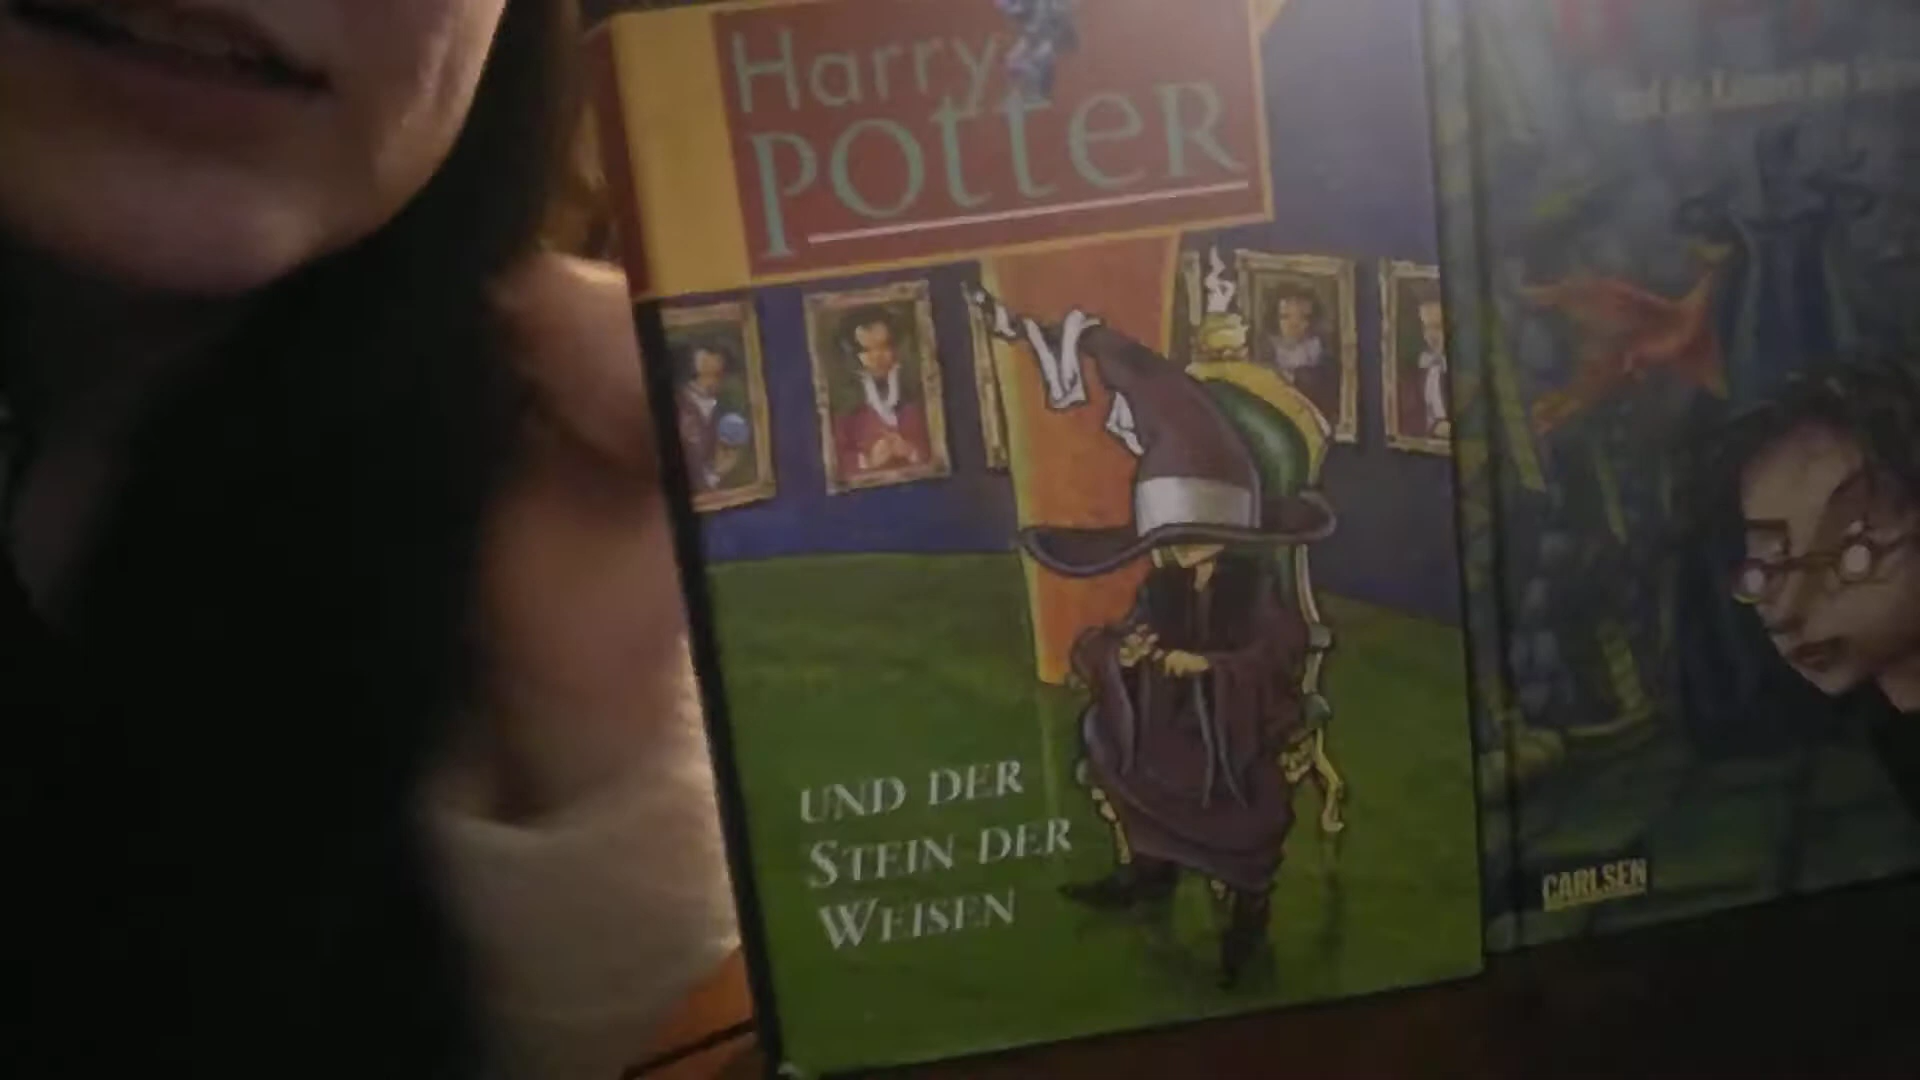 Harry
Potter
UND DER
STEIN DER
WEISEN
CARLSEN